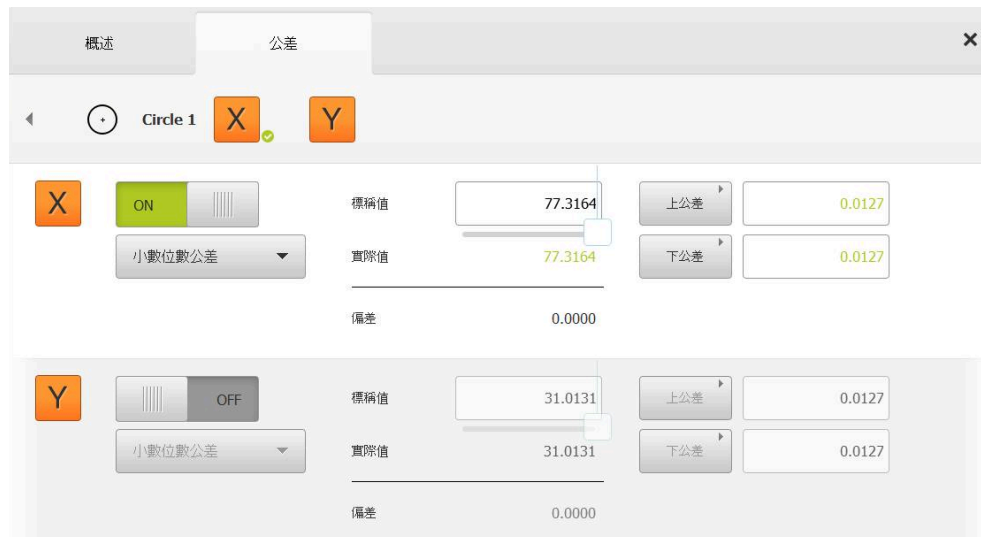 概述 公差
Circle 1 X Y
X ON 標稱值 77.3164 上公差 0.0127
小數位數公差 實際值 77.3164 下公差 0.0127
偏差 0.0000
Y OFF 標稱值 31.0131 上公差 0.0127
小數位數公差 實際值 31.0131 下公差 0.0127
偏差 0.0000